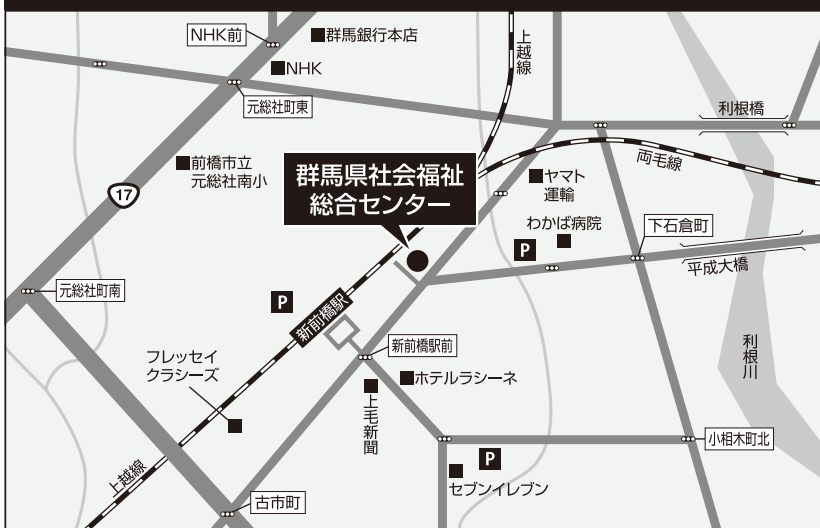 NHK前
群馬銀行本店
上越線
NHK
元総社町東
利根橋
前橋市立
元総社南小
17
群馬県社会福祉
総合センター
両毛線
ヤマト
運輸
わかば病院
P
下石倉町
平成大橋
元総社町南
P
新前橋駅
新前橋駅前
利根川
フレッセイ
クラシーズ
ホテルラシーネ
上毛新聞
小相木町北
P
セブンイレブン
上越線
古市町